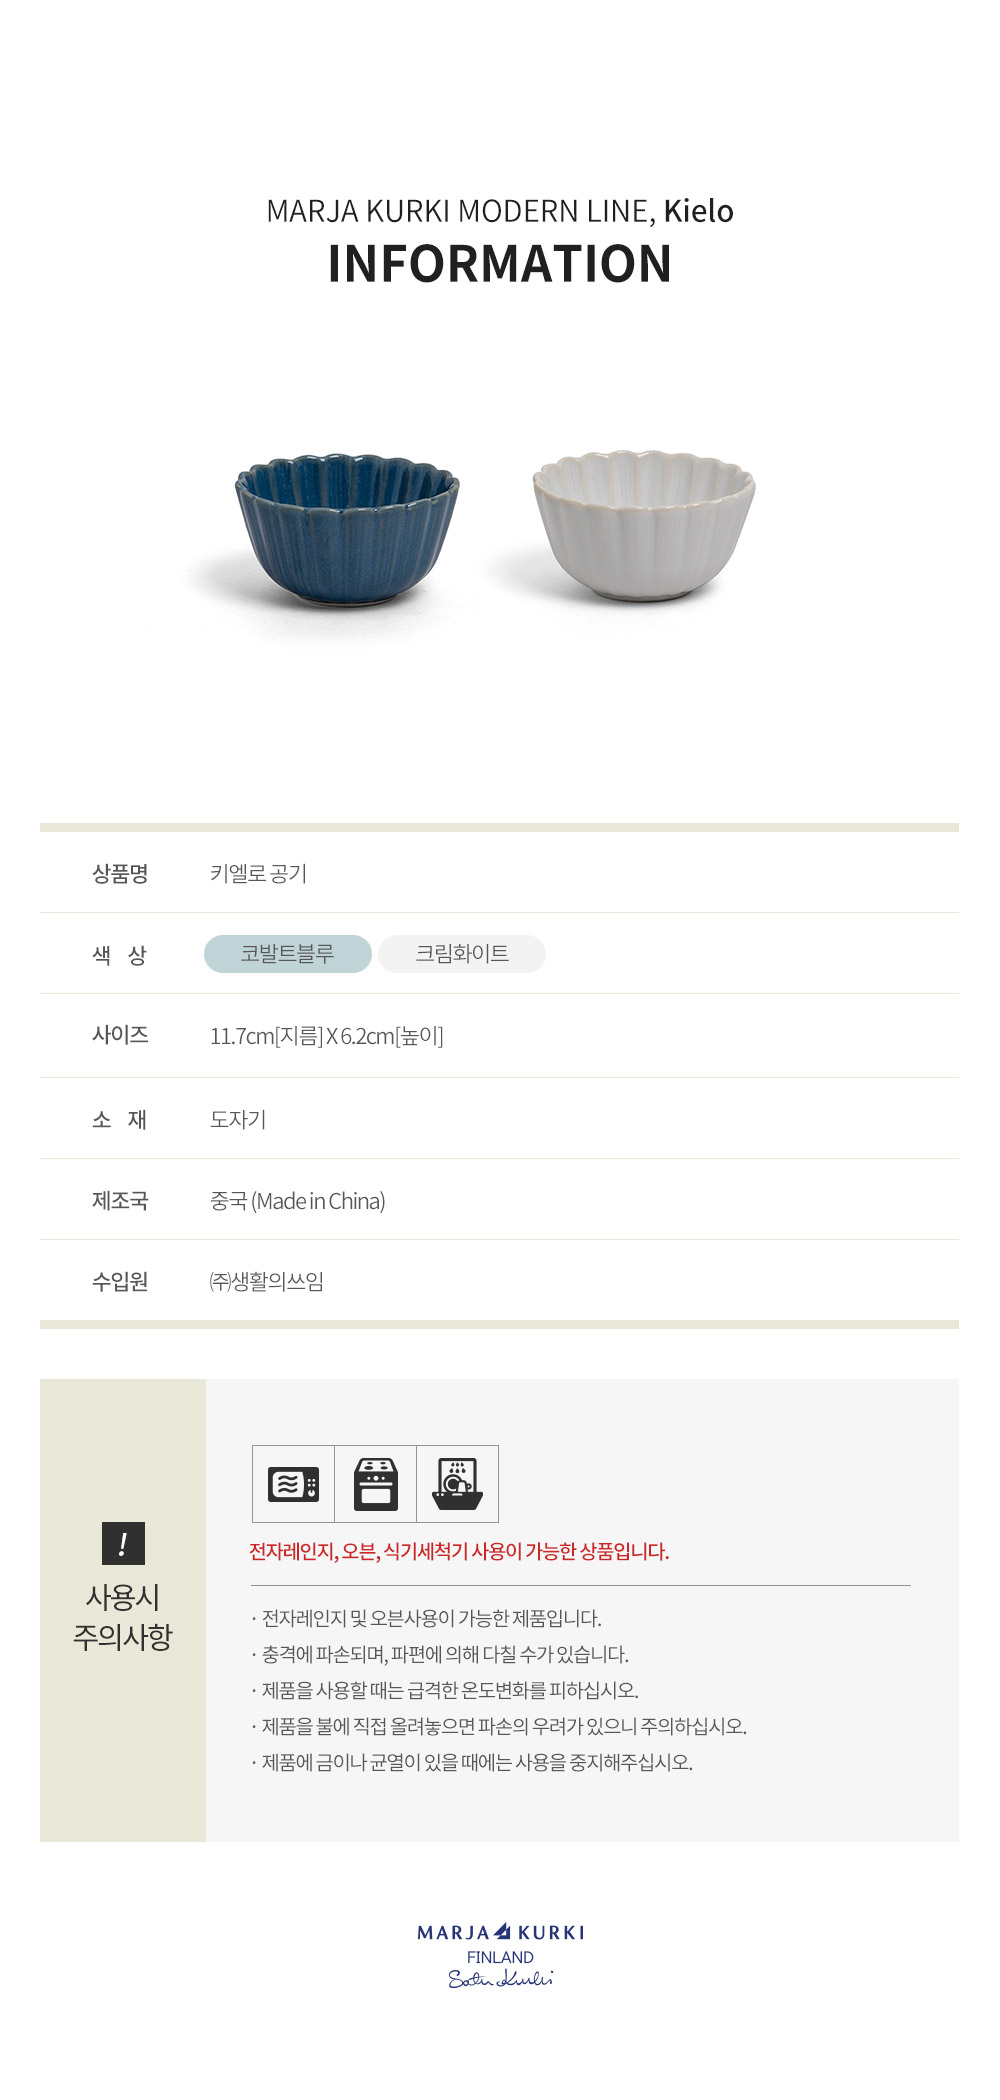 MARJA KURKI MODERN LINE, Kielo
INFORMATION
상품명 키엘로 공기
색 상 코발트블루 크림화이트
사이즈 11.7cm[지름] X 6.2cm[높이]
소 재 도자기
제조국 중국 (Made in China)
수입원 ㈜생활의쓰임
!
사용시
주의사항
전자레인지, 오븐, 식기세척기 사용이 가능한 상품입니다.
· 전자레인지 및 오븐사용이 가능한 제품입니다.
· 충격에 파손되며, 파편에 의해 다칠 수가 있습니다.
· 제품을 사용할 때는 급격한 온도변화를 피하십시오.
· 제품을 불에 직접 올려놓으면 파손의 우려가 있으니 주의하십시오.
· 제품에 금이나 균열이 있을 때에는 사용을 중지해주십시오.
MARJA KURKI
FINLAND
Satu Kurki